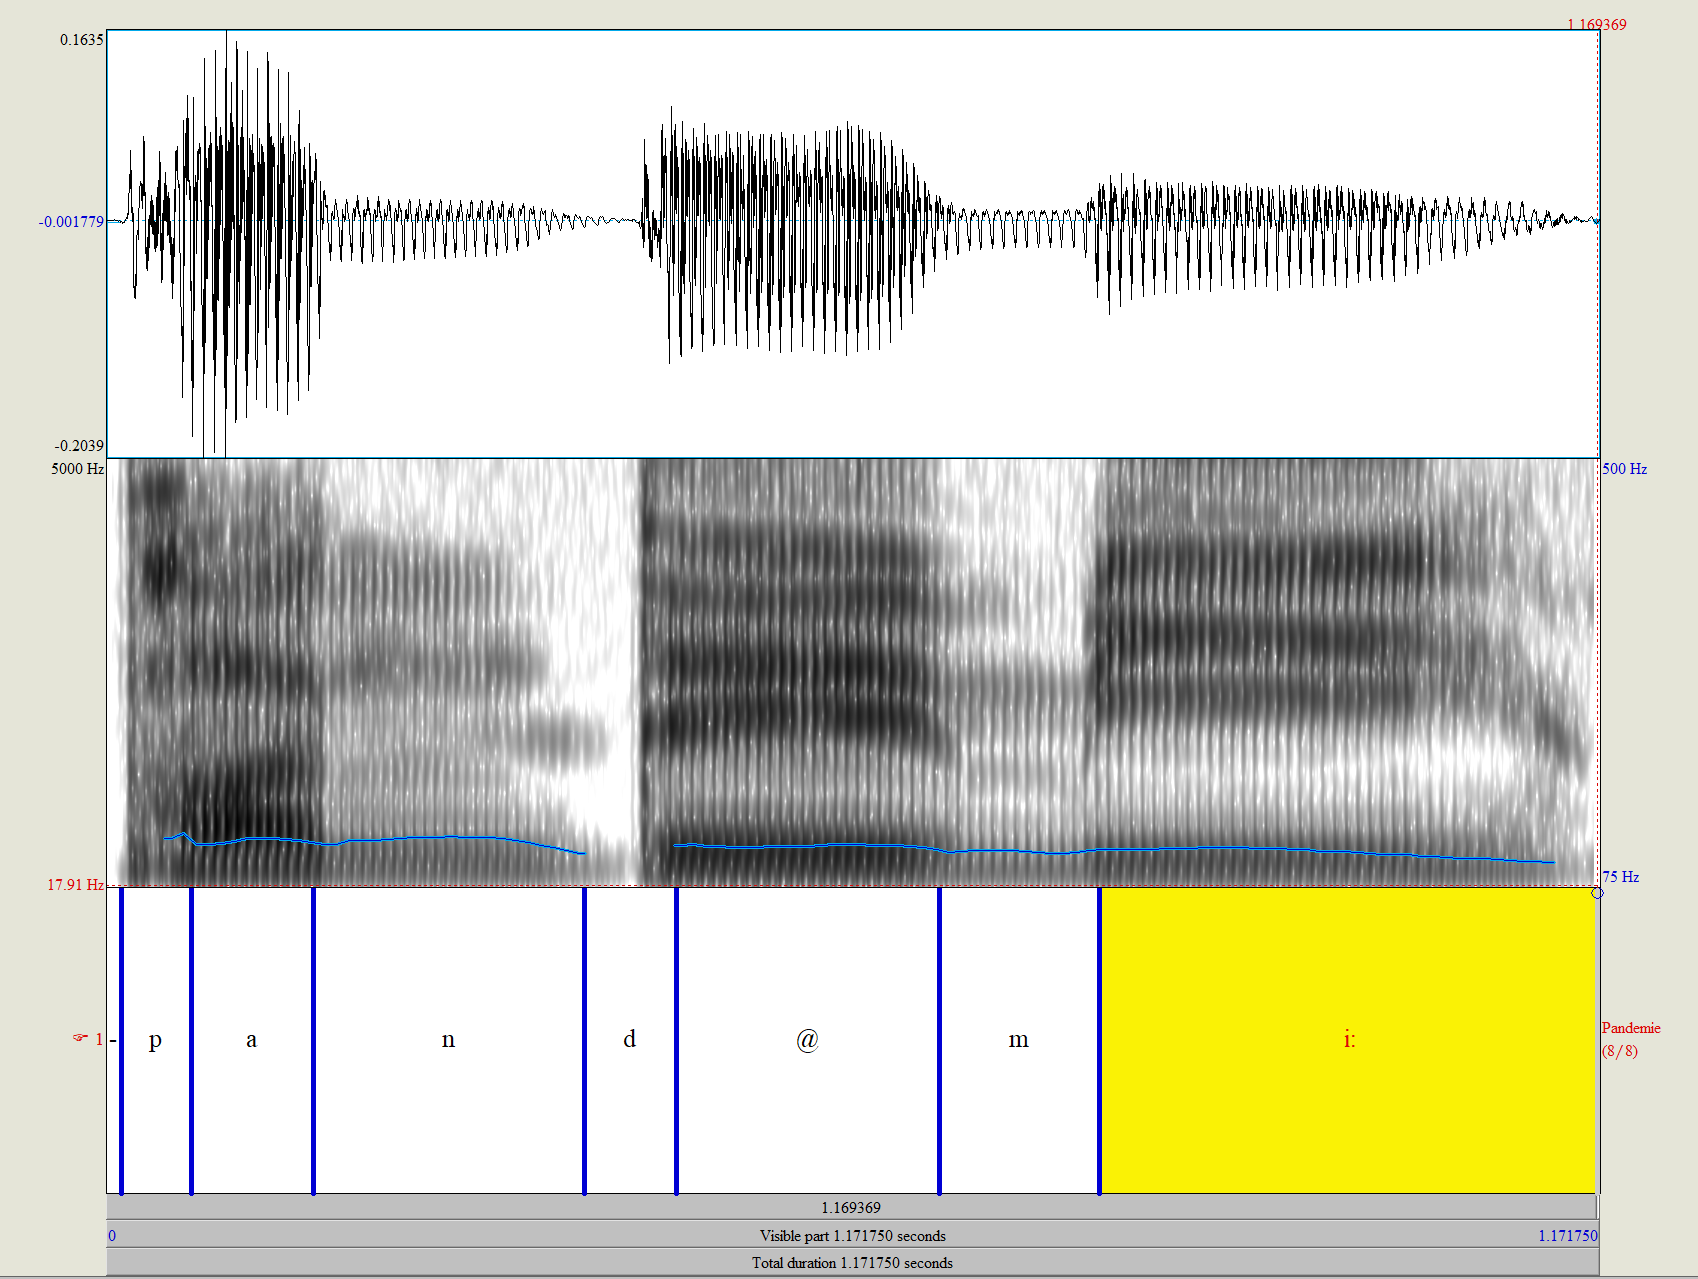 1.169369
0.1635
-0.001779
-0.2039
5000 Hz
500 Hz
17.91 Hz
75 Hz
☞ 1
- p a n d @ m i:
Pandemie
(8/8)
1.169369
0 Visible part 1.171750 seconds 1.171750
Total duration 1.171750 seconds